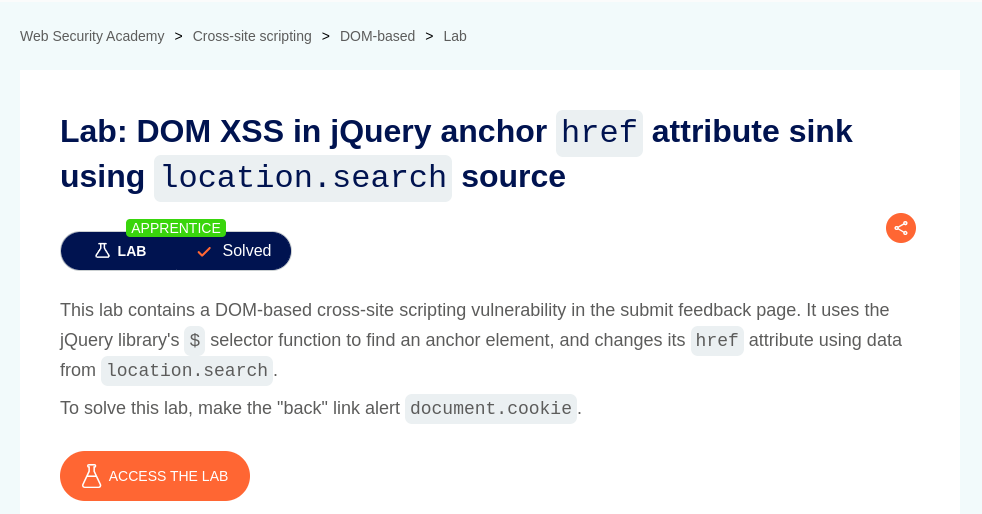 Web Security Academy > Cross-site scripting > DOM-based > Lab
Lab: DOM XSS in jQuery anchor href attribute sink
using location.search source
APPRENTICE
LAB Solved
This lab contains a DOM-based cross-site scripting vulnerability in the submit feedback page. It uses the
jQuery library's $ selector function to find an anchor element, and changes its href attribute using data
from location.search.
To solve this lab, make the "back" link alert document.cookie.
ACCESS THE LAB